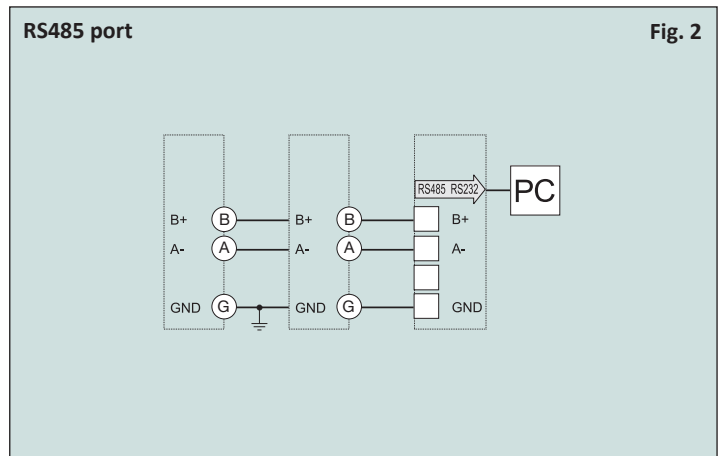 RS485 port Fig. 2
RS485 RS232 PC
B+ B B+ B B+
A- A A- A A-
GND G GND G GND